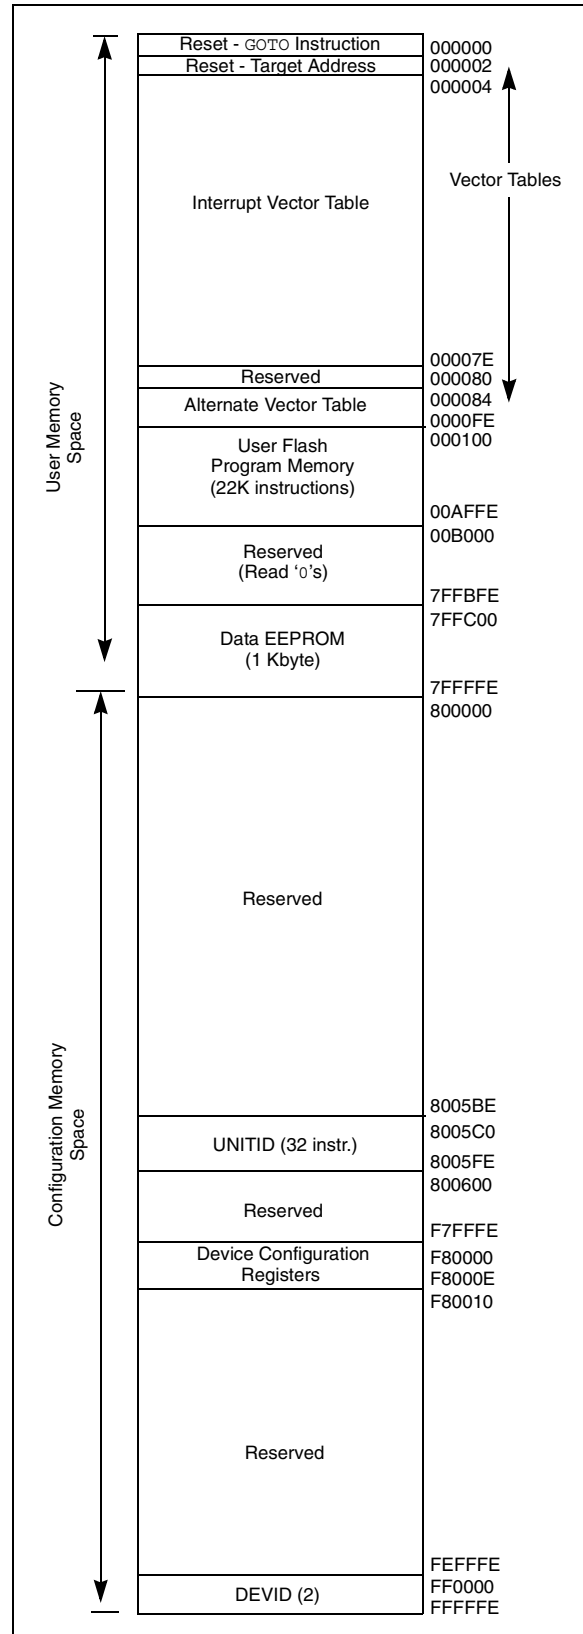 Reset - GOTO Instruction
000000
Reset - Target Address
000002
000004
Vector Tables
Interrupt Vector Table
00007E
Reserved
000080
Alternate Vector Table
000084
0000FE
User Flash
Program Memory
(22K instructions)
000100
00AFFE
00B000
Reserved
(Read ‘0’s)
7FFBFE
7FFC00
Data EEPROM
(1 Kbyte)
7FFFFE
User Memory
Space
800000
Reserved
8005BE
8005C0
UNITID (32 instr.)
8005FE
800600
Reserved
F7FFFE
Device Configuration
Registers
F80000
F8000E
F80010
Reserved
FEFFFE
FF0000
DEVID (2)
FFFFFE
Configuration Memory
Space